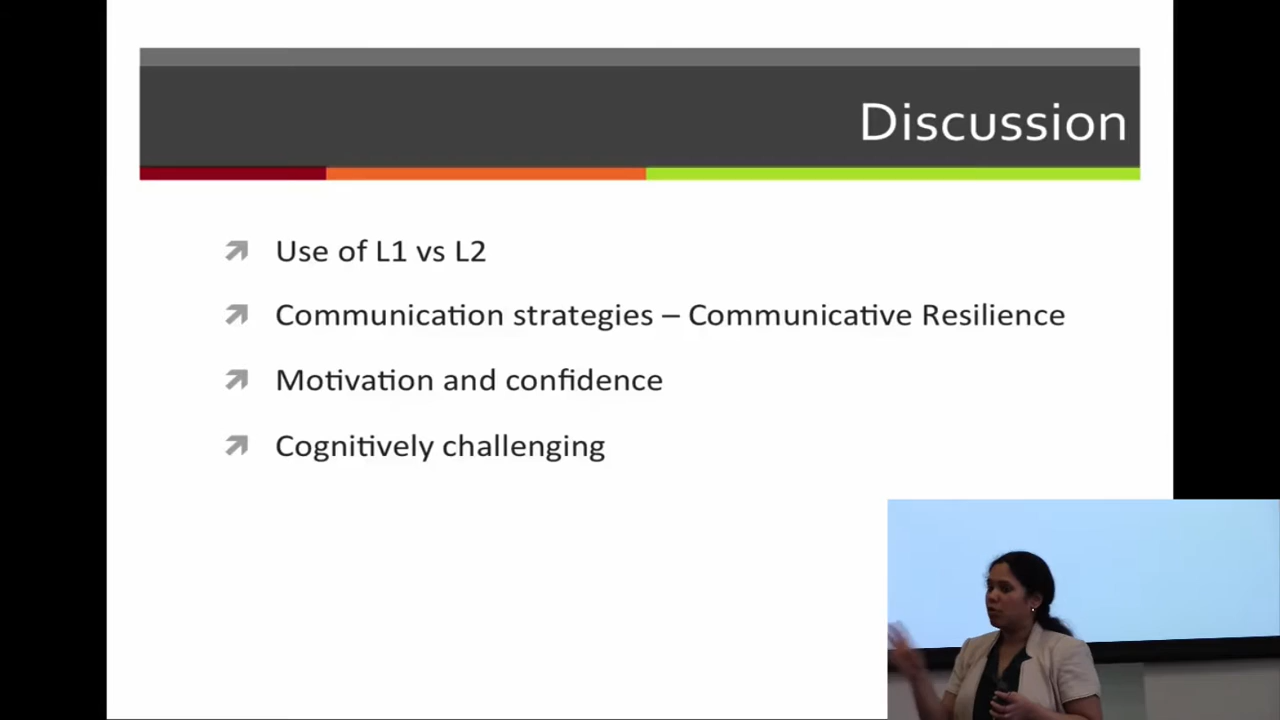 Discussion
Use of L1 vs L2
Communication strategies – Communicative Resilience
Motivation and confidence
Cognitively challenging